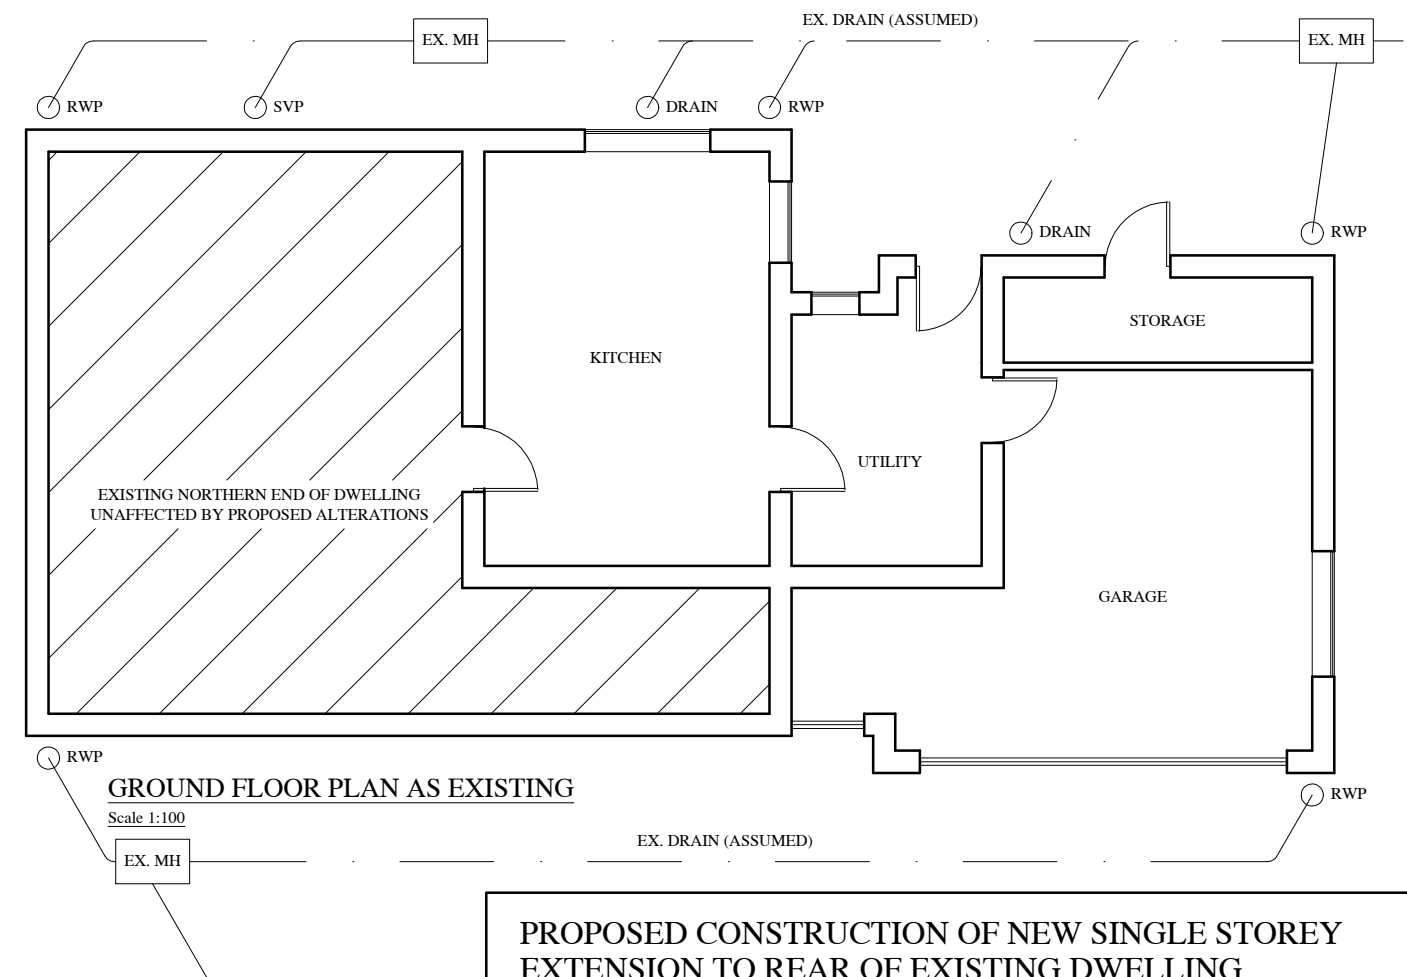 EX. DRAIN (ASSUMED)
EX. MH
EX. MH
RWP
SVP
DRAIN
RWP
DRAIN
RWP
STORAGE
KITCHEN
UTILITY
EXISTING NORTHERN END OF DWELLING
UNAFFECTED BY PROPOSED ALTERATIONS
GARAGE
RWP
GROUND FLOOR PLAN AS EXISTING
Scale 1:100
RWP
EX. DRAIN (ASSUMED)
EX. MH
PROPOSED CONSTRUCTION OF NEW SINGLE STOREY
EXTENSION TO REAR OF EXISTING DWELLING